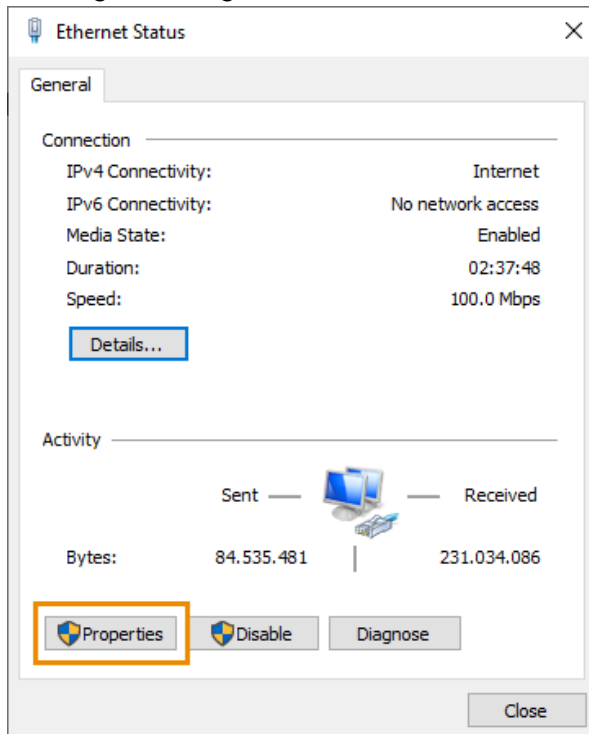 Ethernet Status
General
Connection
IPv4 Connectivity: Internet
IPv6 Connectivity: No network access
Media State: Enabled
Duration: 02:37:48
Speed: 100.0 Mbps
Details...
Activity
Sent Received
Bytes: 84.535.481 231.034.086
Properties Disable Diagnose
Close